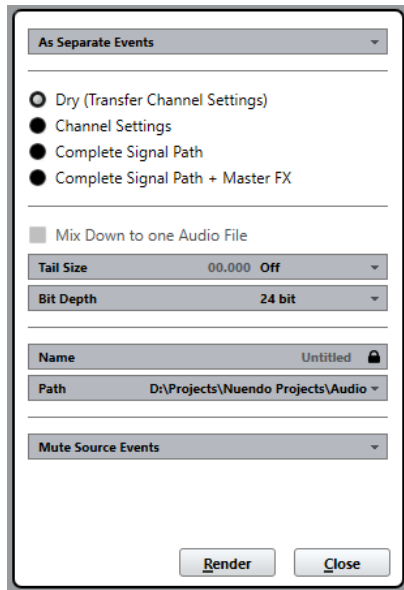 As Separate Events
Dry (Transfer Channel Settings)
Channel Settings
Complete Signal Path
Complete Signal Path + Master FX
Mix Down to one Audio File
Tail Size 00.000 Off
Bit Depth 24 bit
Name Untitled
Path D:\Projects\Nuendo Projects\Audio
Mute Source Events
Render Close